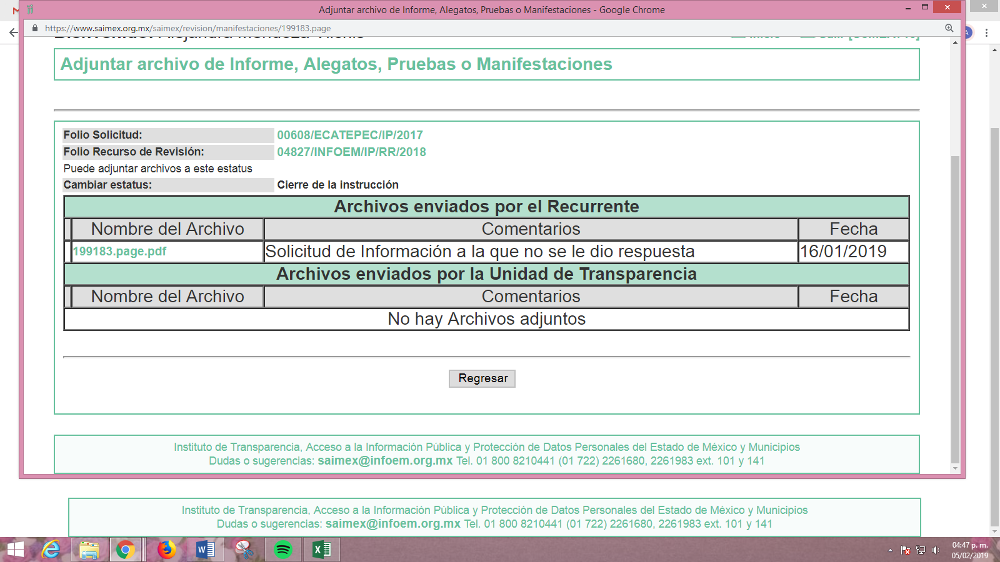 Adjuntar archivo de Informe, Alegatos, Pruebas o Manifestaciones - Google Chrome
https://www.saimex.org.mx/saimex/revision/manifestaciones/199183.page
Adjuntar archivo de Informe, Alegatos, Pruebas o Manifestaciones
Folio Solicitud: 00608/ECATEPEC/IP/2017
Folio Recurso de Revisión: 04827/INFOEM/IP/RR/2018
Puede adjuntar archivos a este estatus
Cambiar estatus: Cierre de la instrucción
Archivos enviados por el Recurrente
Nombre del Archivo Comentarios Fecha
199183.page.pdf Solicitud de Información a la que no se le dio respuesta 16/01/2019
Archivos enviados por la Unidad de Transparencia
Nombre del Archivo Comentarios Fecha
No hay Archivos adjuntos
Regresar
Instituto de Transparencia, Acceso a la Información Pública y Protección de Datos Personales del Estado de México y Municipios
Dudas o sugerencias: saimex@infoem.org.mx Tel. 01 800 8210441 (01 722) 2261680, 2261983 ext. 101 y 141
Instituto de Transparencia, Acceso a la Información Pública y Protección de Datos Personales del Estado de México y Municipios
Dudas o sugerencias: saimex@infoem.org.mx Tel. 01 800 8210441 (01 722) 2261680, 2261983 ext. 101 y 141
04:47 p. m.
05/02/2019